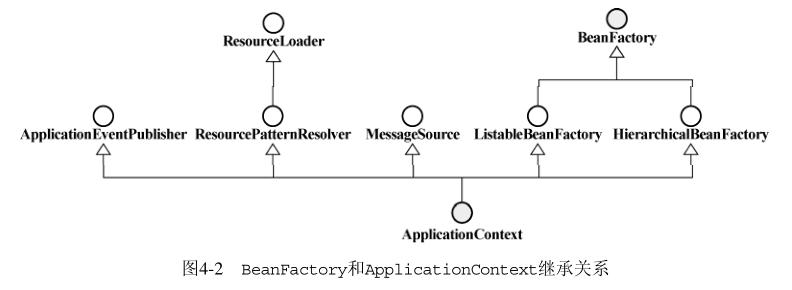 ResourceLoader
BeanFactory
ApplicationEventPublisher
ResourcePatternResolver
MessageSource
ListableBeanFactory
HierarchicalBeanFactory
ApplicationContext
图4-2 BeanFactory和ApplicationContext继承关系